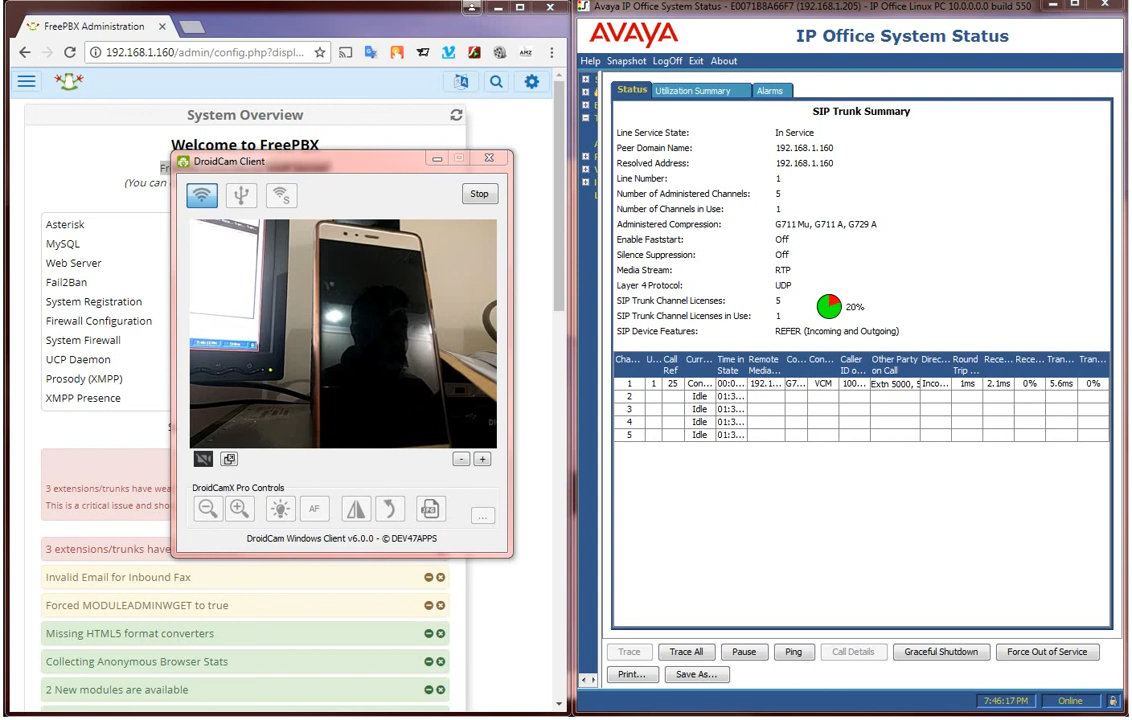 FreePBX Administration
192.168.1.160/admin/config.php?displ...
System Overview
Welcome to FreePBX
(You can
Asterisk
MySQL
Web Server
Fail2Ban
System Registration
Firewall Configuration
System Firewall
UCP Daemon
Prosody (XMPP)
XMPP Presence
3 extensions/trunks have wea
This is a critical issue and sho
3 extensions/trunks have
Invalid Email for Inbound Fax
Forced MODULEADMINWGET to true
Missing HTML5 format converters
Collecting Anonymous Browser Stats
2 New modules are available
DroidCam Client
Stop
- +
DroidCamX Pro Controls
AF
...
DroidCam Windows Client v6.0.0 - © DEV47APPS
Avaya IP Office System Status - E0071B8A66F7 (192.168.1.205) - IP Office Linux PC 10.0.0.0.0 build 550
AVAYA IP Office System Status
Help Snapshot LogOff Exit About
Status Utilization Summary Alarms
SIP Trunk Summary
Line Service State: In Service
Peer Domain Name: 192.168.1.160
Resolved Address: 192.168.1.160
Line Number: 1
Number of Administered Channels: 5
Number of Channels in Use: 1
Administered Compression: G711 Mu, G711 A, G729 A
Enable Faststart: Off
Silence Suppression: Off
Media Stream: RTP
Layer 4 Protocol: UDP
SIP Trunk Channel Licenses: 5
20%
SIP Trunk Channel Licenses in Use: 1
SIP Device Features: REFER (Incoming and Outgoing)
Cha... U... Call Curr... Time in Remote Co... Con... Caller Other Party Direc... Round Rece... Rece... Tran... Tran...
Ref State Media... ID o... on Call Trip ...
1 1 25 Con... 00:0... 192.1... G7... VCM 100... Extn 5000, 5 Inco... 1ms 2.1ms 0% 5.6ms 0%
2 Idle 01:3...
3 Idle 01:3...
4 Idle 01:3...
5 Idle 01:3...
Trace Trace All Pause Ping Call Details Graceful Shutdown Force Out of Service
Print... Save As...
7:46:17 PM Online